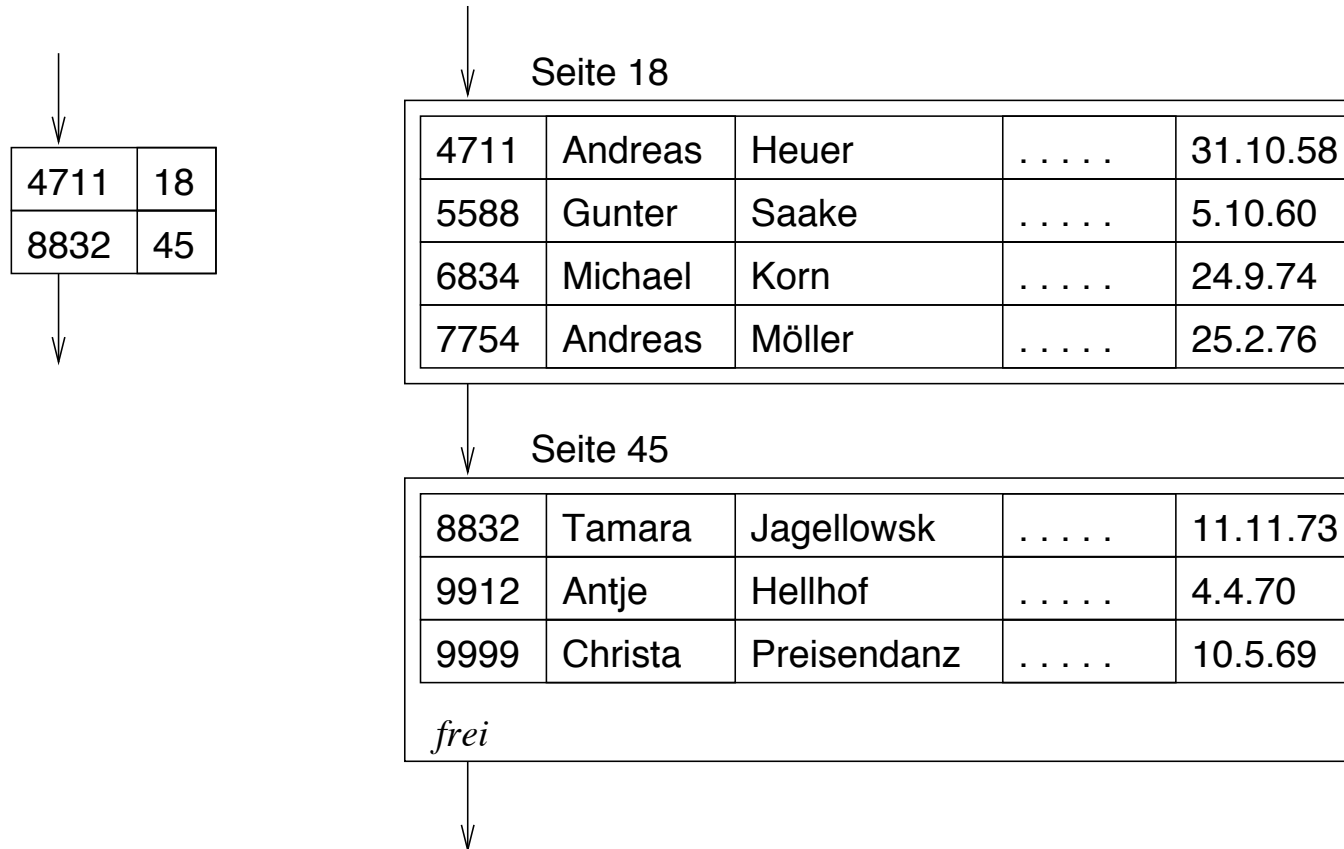 4711 18
8832 45
Seite 18
4711 Andreas Heuer . . . . . 31.10.58
5588 Gunter Saake . . . . . 5.10.60
6834 Michael Korn . . . . . 24.9.74
7754 Andreas Möller . . . . . 25.2.76
Seite 45
8832 Tamara Jagellowsk . . . . . 11.11.73
9912 Antje Hellhof . . . . . 4.4.70
9999 Christa Preisendanz . . . . . 10.5.69
frei